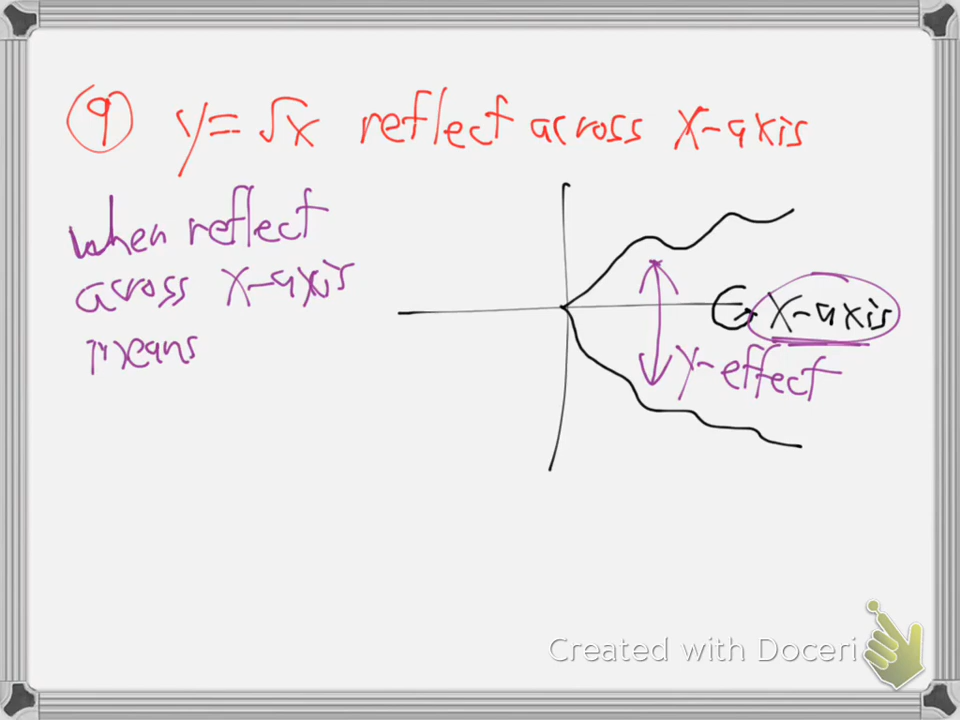 9 y=√x reflect across x-axis
when reflect
across x-axis
means
x-axis
y-effect
Created with Doceri